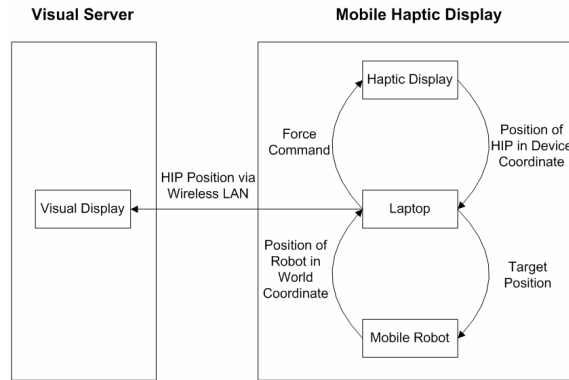 Visual Server
Mobile Haptic Display
Haptic Display
Force
Command
Position of
HIP in Device
Coordinate
HIP Position via
Wireless LAN
Visual Display
Laptop
Position of
Robot in
World
Coordinate
Target
Position
Mobile Robot